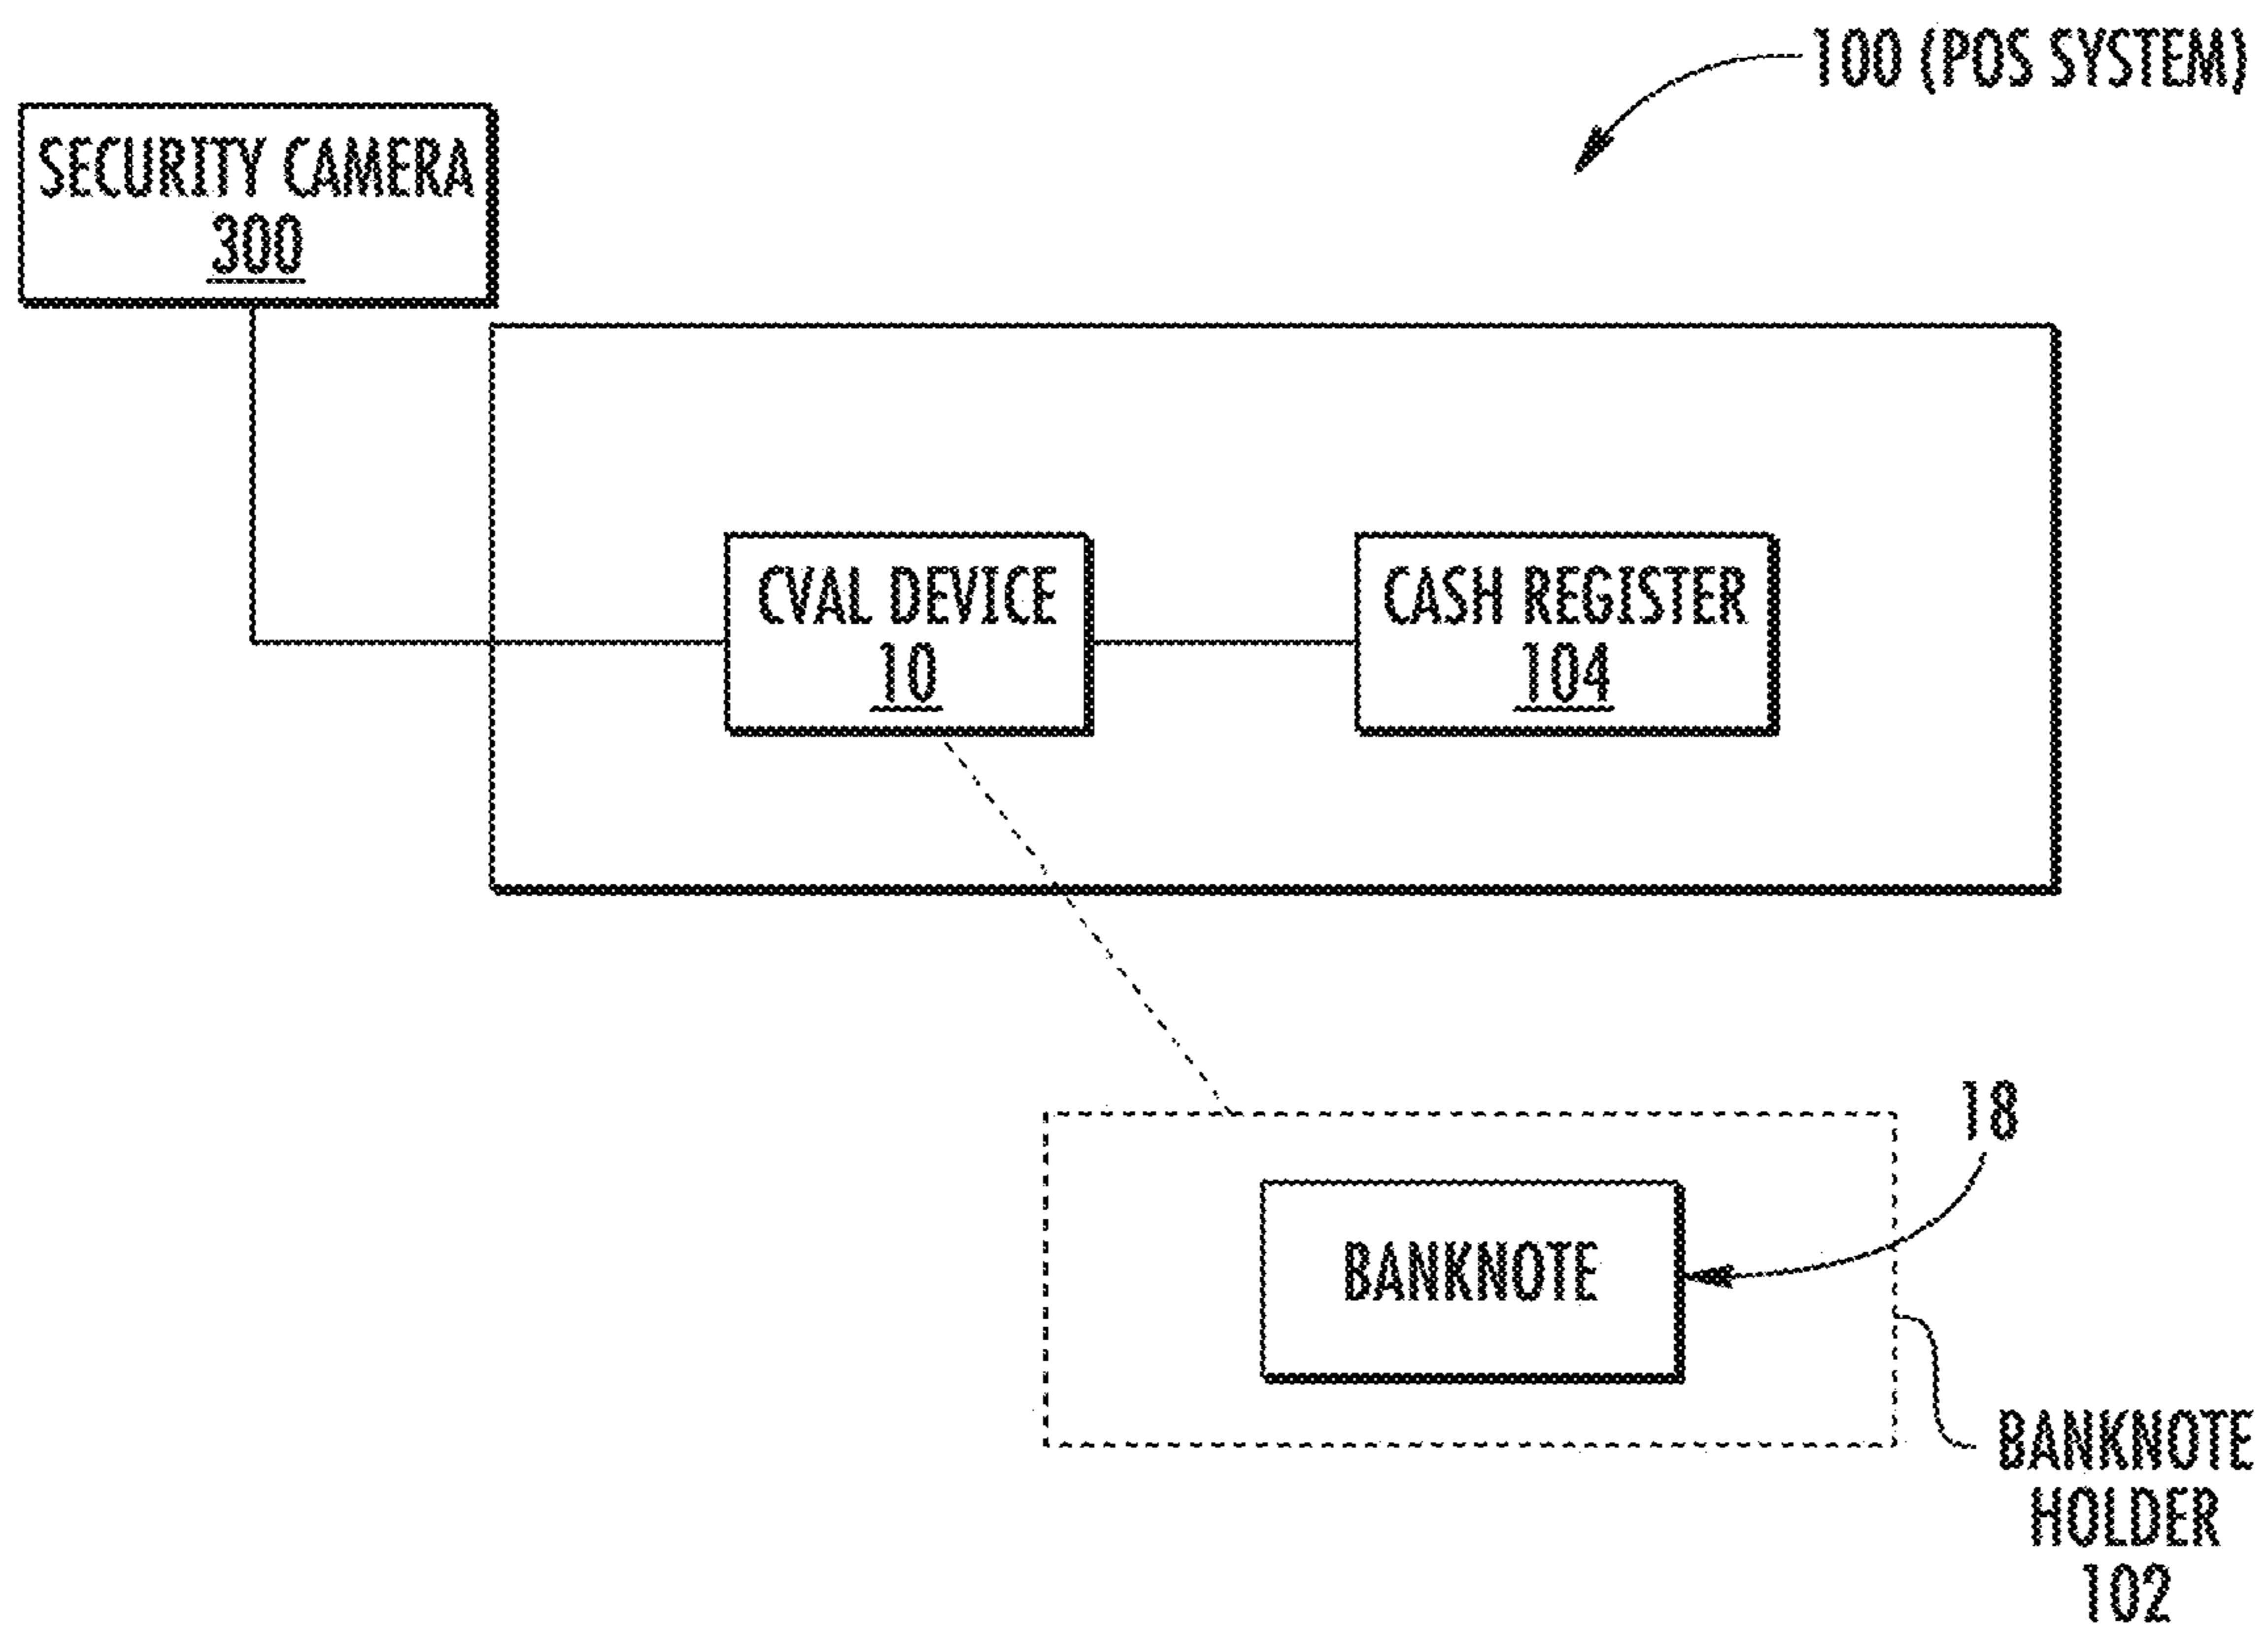 100 (POS SYSTEM)
SECURITY CAMERA
300
CVAL DEVICE
10
CASH REGISTER
104
18
BANKNOTE
BANKNOTE
HOLDER
102